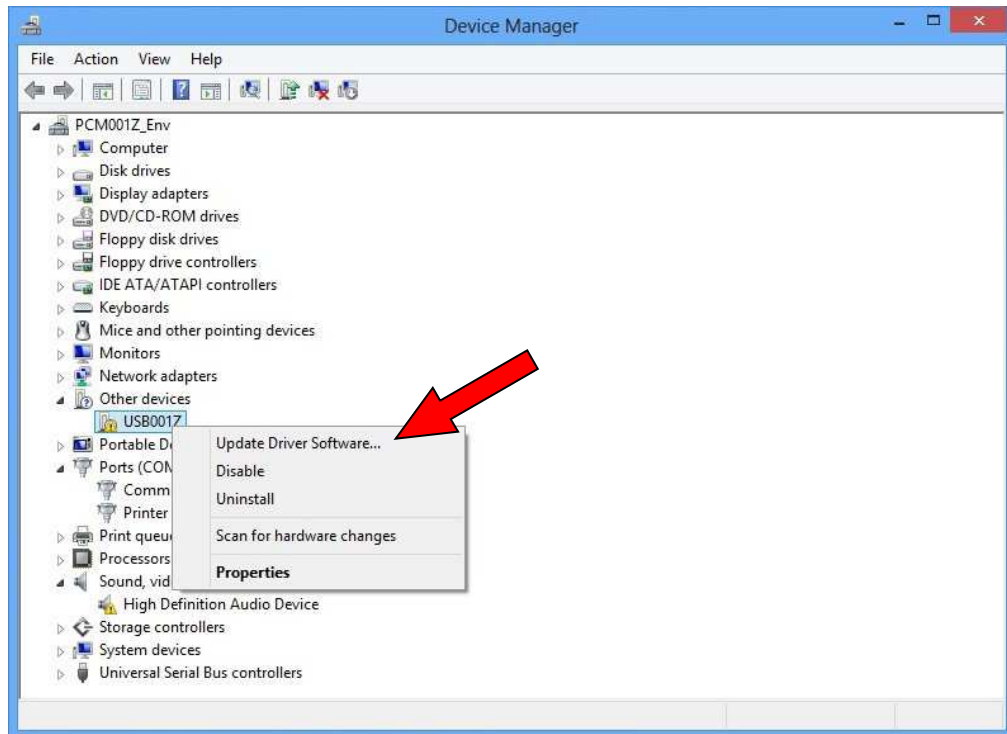 Device Manager
File Action View Help
PCM001Z_Env
Computer
Disk drives
Display adapters
DVD/CD-ROM drives
Floppy disk drives
Floppy drive controllers
IDE ATA/ATAPI controllers
Keyboards
Mice and other pointing devices
Monitors
Network adapters
Other devices
USB001Z
Portable D
Ports (COM
Comm
Printer
Print queu
Processors
Sound, vid
Update Driver Software...
Disable
Uninstall
Scan for hardware changes
Properties
High Definition Audio Device
Storage controllers
System devices
Universal Serial Bus controllers